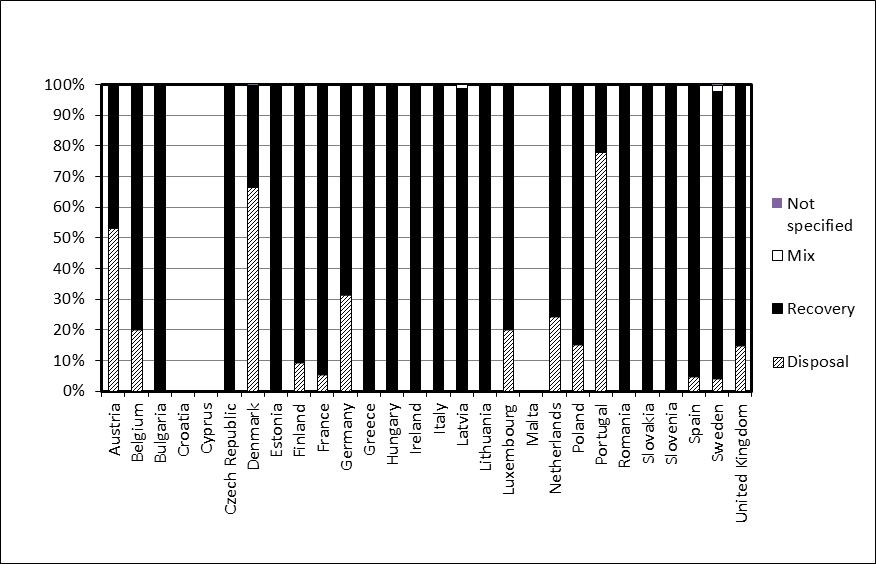 100%
90%
80%
70%
60%
50%
40%
30%
20%
10%
0%
Austria
Belgium
Bulgaria
Croatia
Cyprus
Czech Republic
Denmark
Estonia
Finland
France
Germany
Greece
Hungary
Ireland
Italy
Latvia
Lithuania
Luxembourg
Malta
Netherlands
Poland
Portugal
Romania
Slovakia
Slovenia
Spain
Sweden
United Kingdom
Not
specified
Mix
Recovery
Disposal